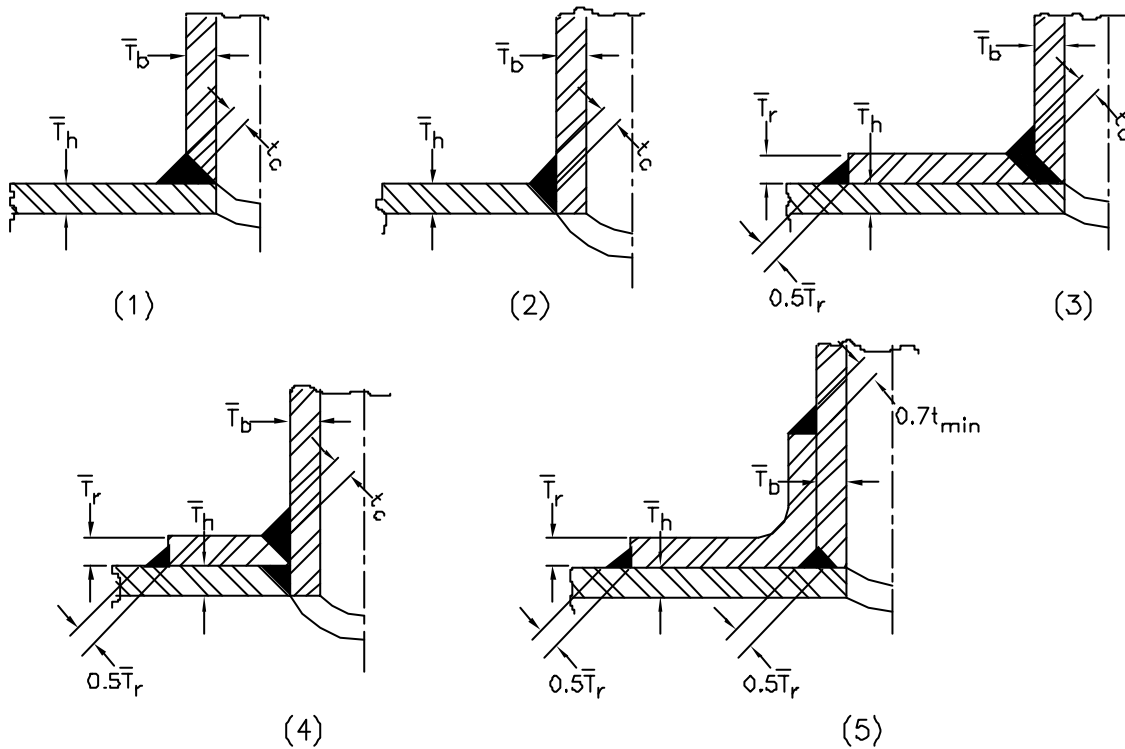 T̅b
T̅h
tc
(1)
T̅b
T̅h
tc
(2)
T̅b
T̅r
T̅h
tc
0.5T̅r
(3)
T̅b
T̅r
T̅h
tc
0.5T̅r
(4)
0.7tmin
T̅b
T̅r
T̅h
0.5T̅r
0.5T̅r
(5)